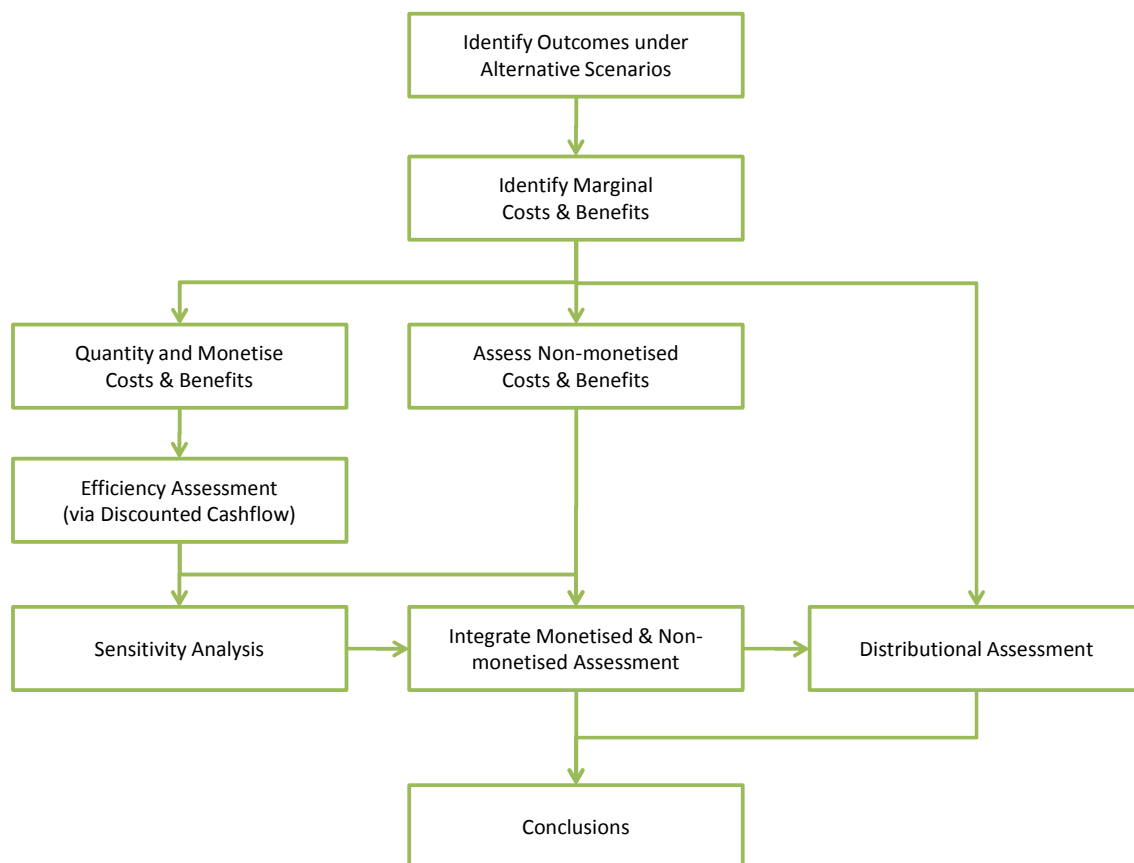 Identify Outcomes under
Alternative Scenarios
Identify Marginal
Costs & Benefits
Quantity and Monetise
Costs & Benefits
Assess Non-monetised
Costs & Benefits
Efficiency Assessment
(via Discounted Cashflow)
Sensitivity Analysis
Integrate Monetised & Non-
monetised Assessment
Distributional Assessment
Conclusions